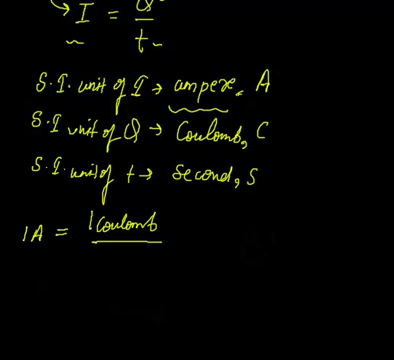 I = Q/t
S.I. unit of I → ampere, A
S.I unit of Q → Coulomb, C
S.I. unit of t → second, s
1A = 1 Coulomb